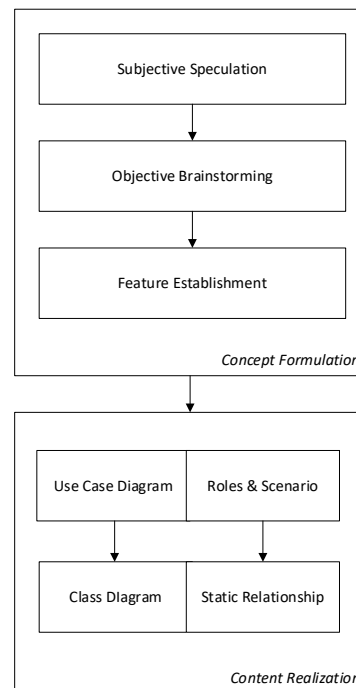 Subjective Speculation
Objective Brainstorming
Feature Establishment
Concept Formulation
Use Case Diagram
Roles & Scenario
Class DIagram
Static Relationship
Content Realization